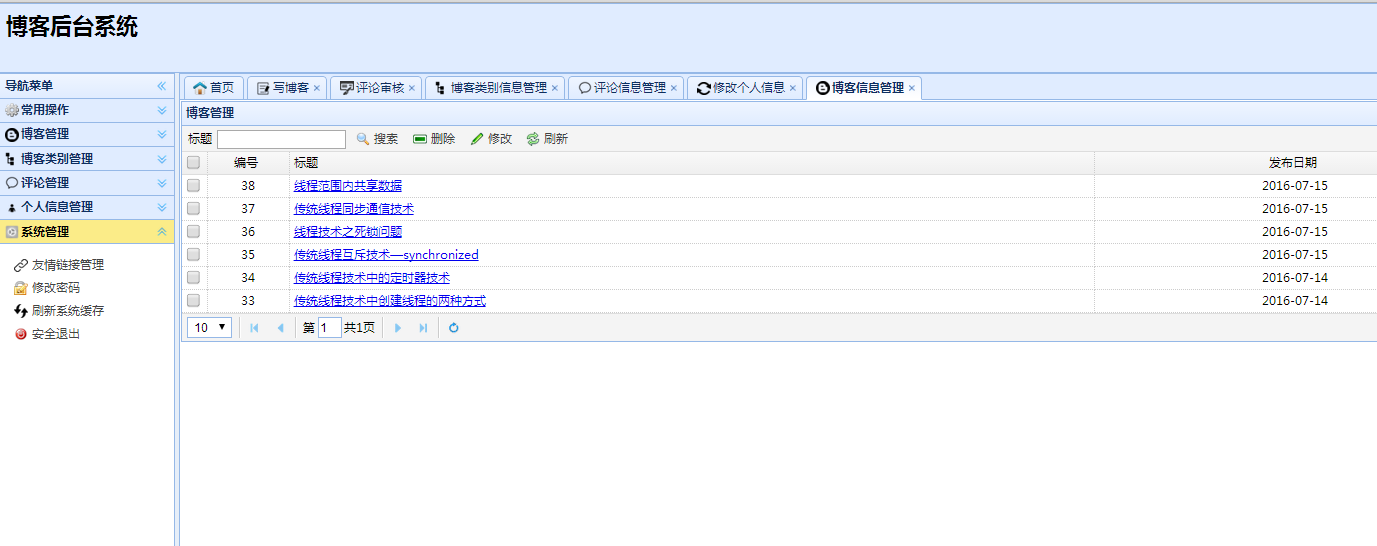 博客后台系统
导航菜单
常用操作
博客管理
博客类别管理
评论管理
个人信息管理
系统管理
友情链接管理
修改密码
刷新系统缓存
安全退出
首页 写博客 评论审核 博客类别信息管理 评论信息管理 修改个人信息 博客信息管理
博客管理
标题 搜索 删除 修改 刷新
编号 标题 发布日期
38 线程范围内共享数据 2016-07-15
37 传统线程同步通信技术 2016-07-15
36 线程技术之死锁问题 2016-07-15
35 传统线程互斥技术—synchronized 2016-07-15
34 传统线程技术中的定时器技术 2016-07-14
33 传统线程技术中创建线程的两种方式 2016-07-14
10 第 1 共1页